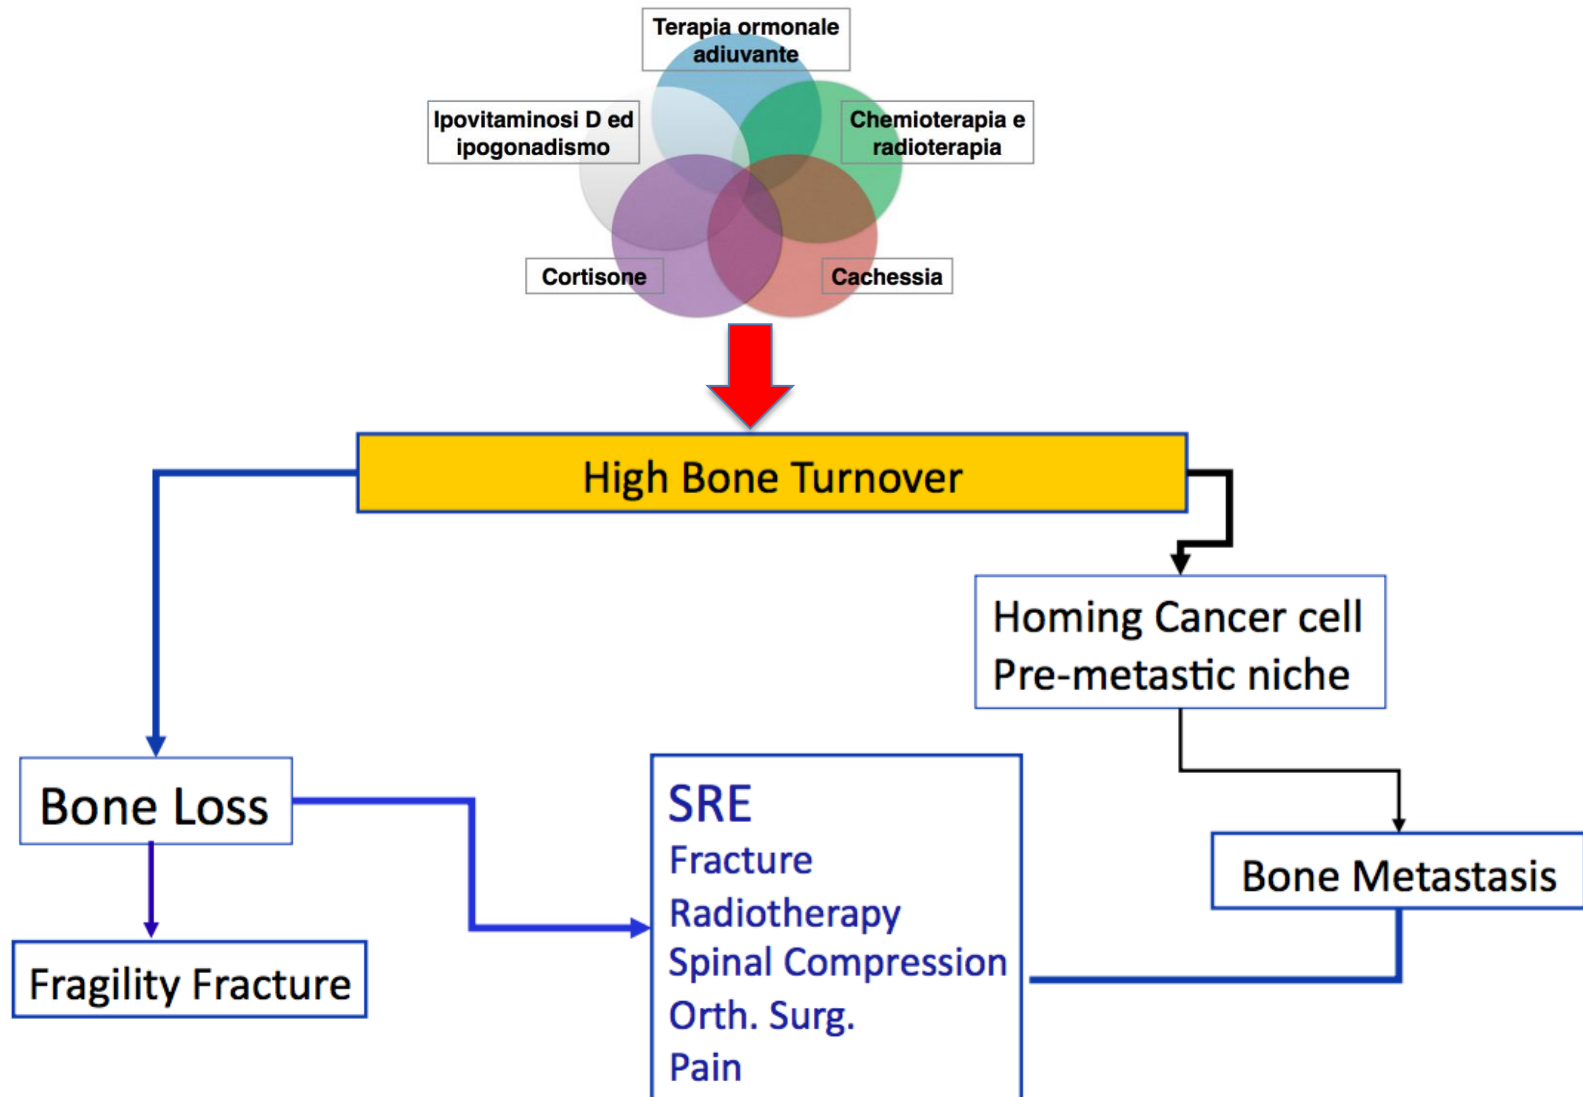 Terapia ormonale
adiuvante
Ipovitaminosi D ed
ipogonadismo
Chemioterapia e
radioterapia
Cortisone
Cachessia
High Bone Turnover
Homing Cancer cell
Pre-metastic niche
Bone Loss
SRE
Fracture
Radiotherapy
Spinal Compression
Orth. Surg.
Pain
Bone Metastasis
Fragility Fracture